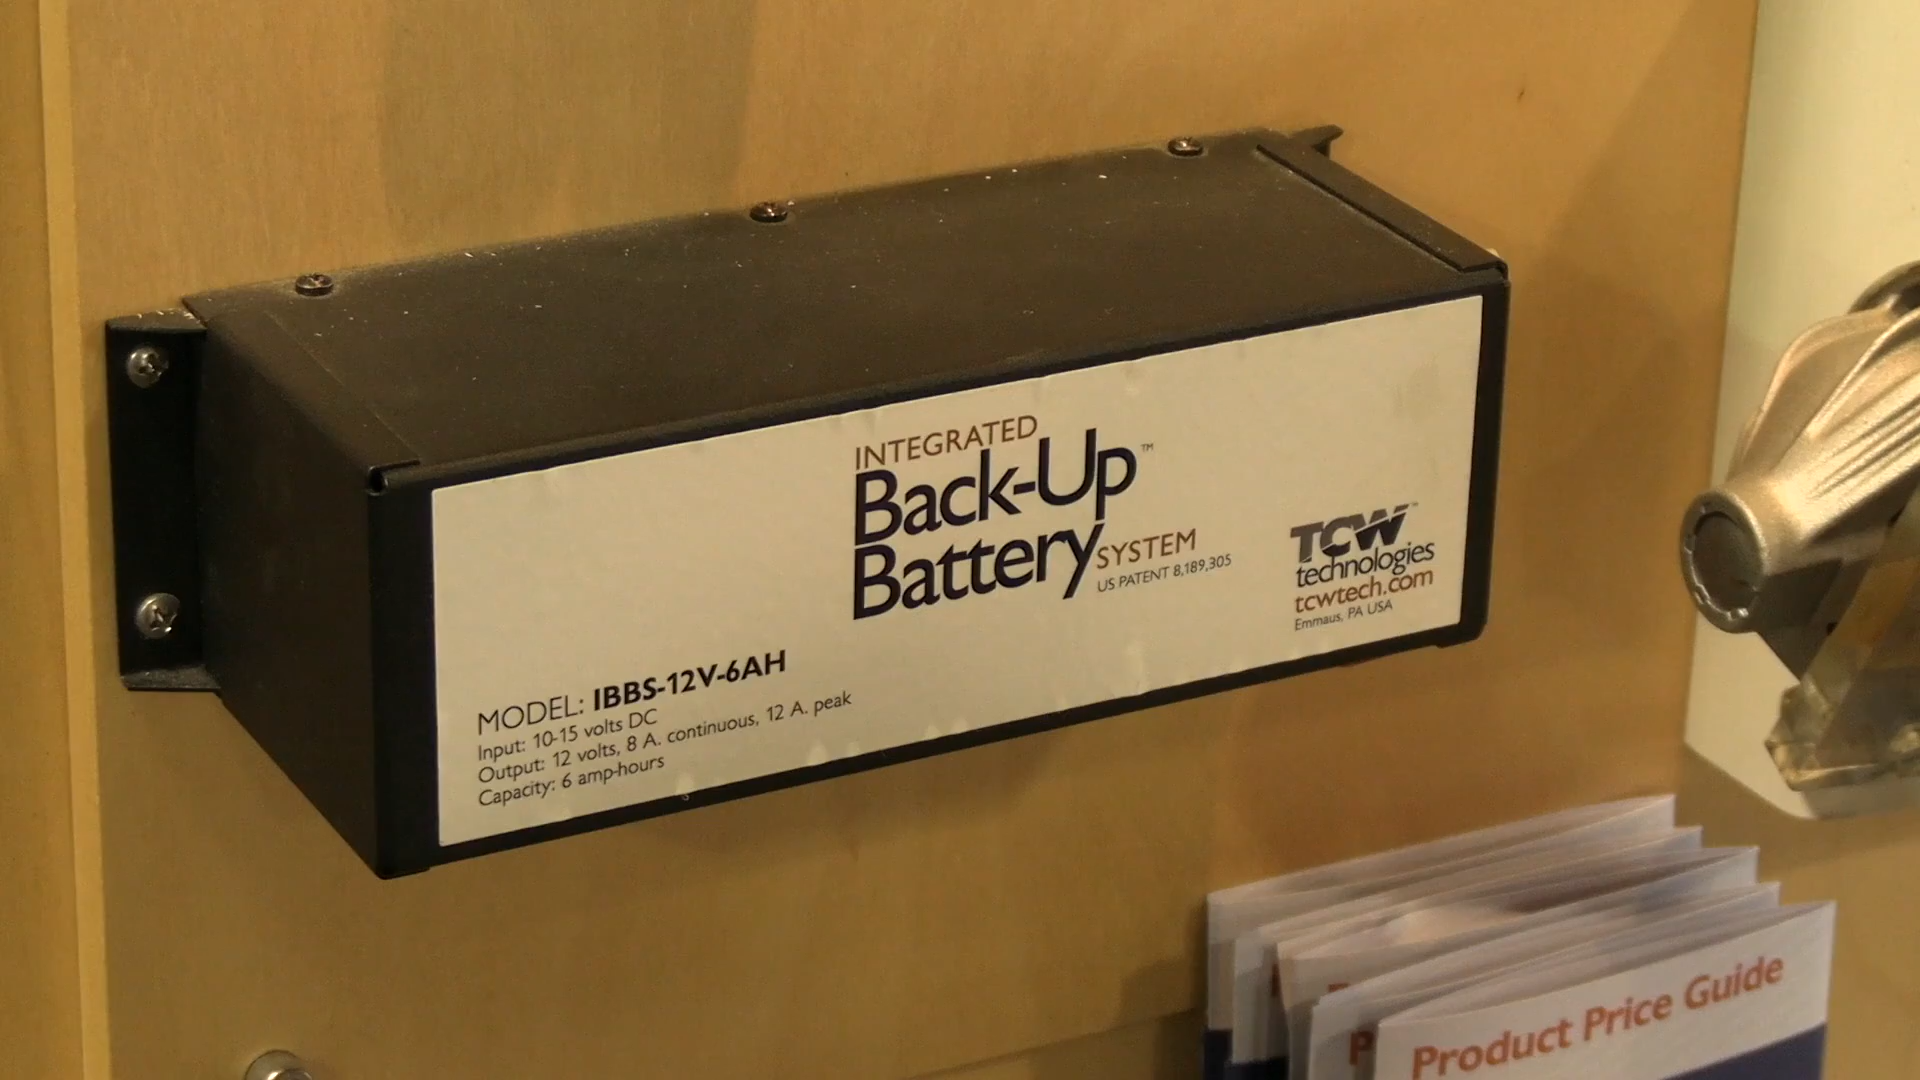 INTEGRATED
Back-Up™
Battery SYSTEM
US PATENT 8,189,305
TCW™
technologies
tcwtech.com
Emmaus, PA USA
MODEL: IBBS-12V-6AH
Input: 10-15 volts DC
Output: 12 volts, 8 A. continuous, 12 A. peak
Capacity: 6 amp-hours
Product Price Guide